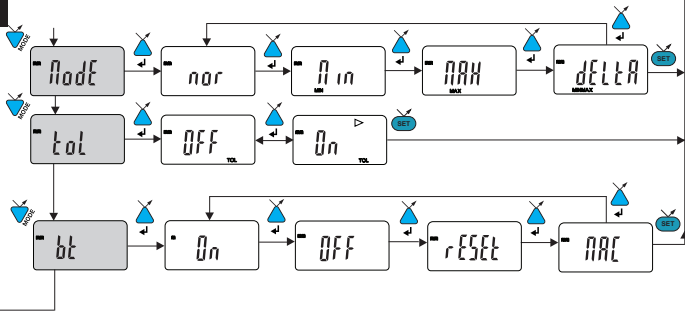 MODE
ModE
nor
Min
MIN
MAX
MAX
dELtA
MINMAX
SET
MODE
toL
OFF
TOL
On
TOL
SET
MODE
bt
On
OFF
rESEt
MAC
SET